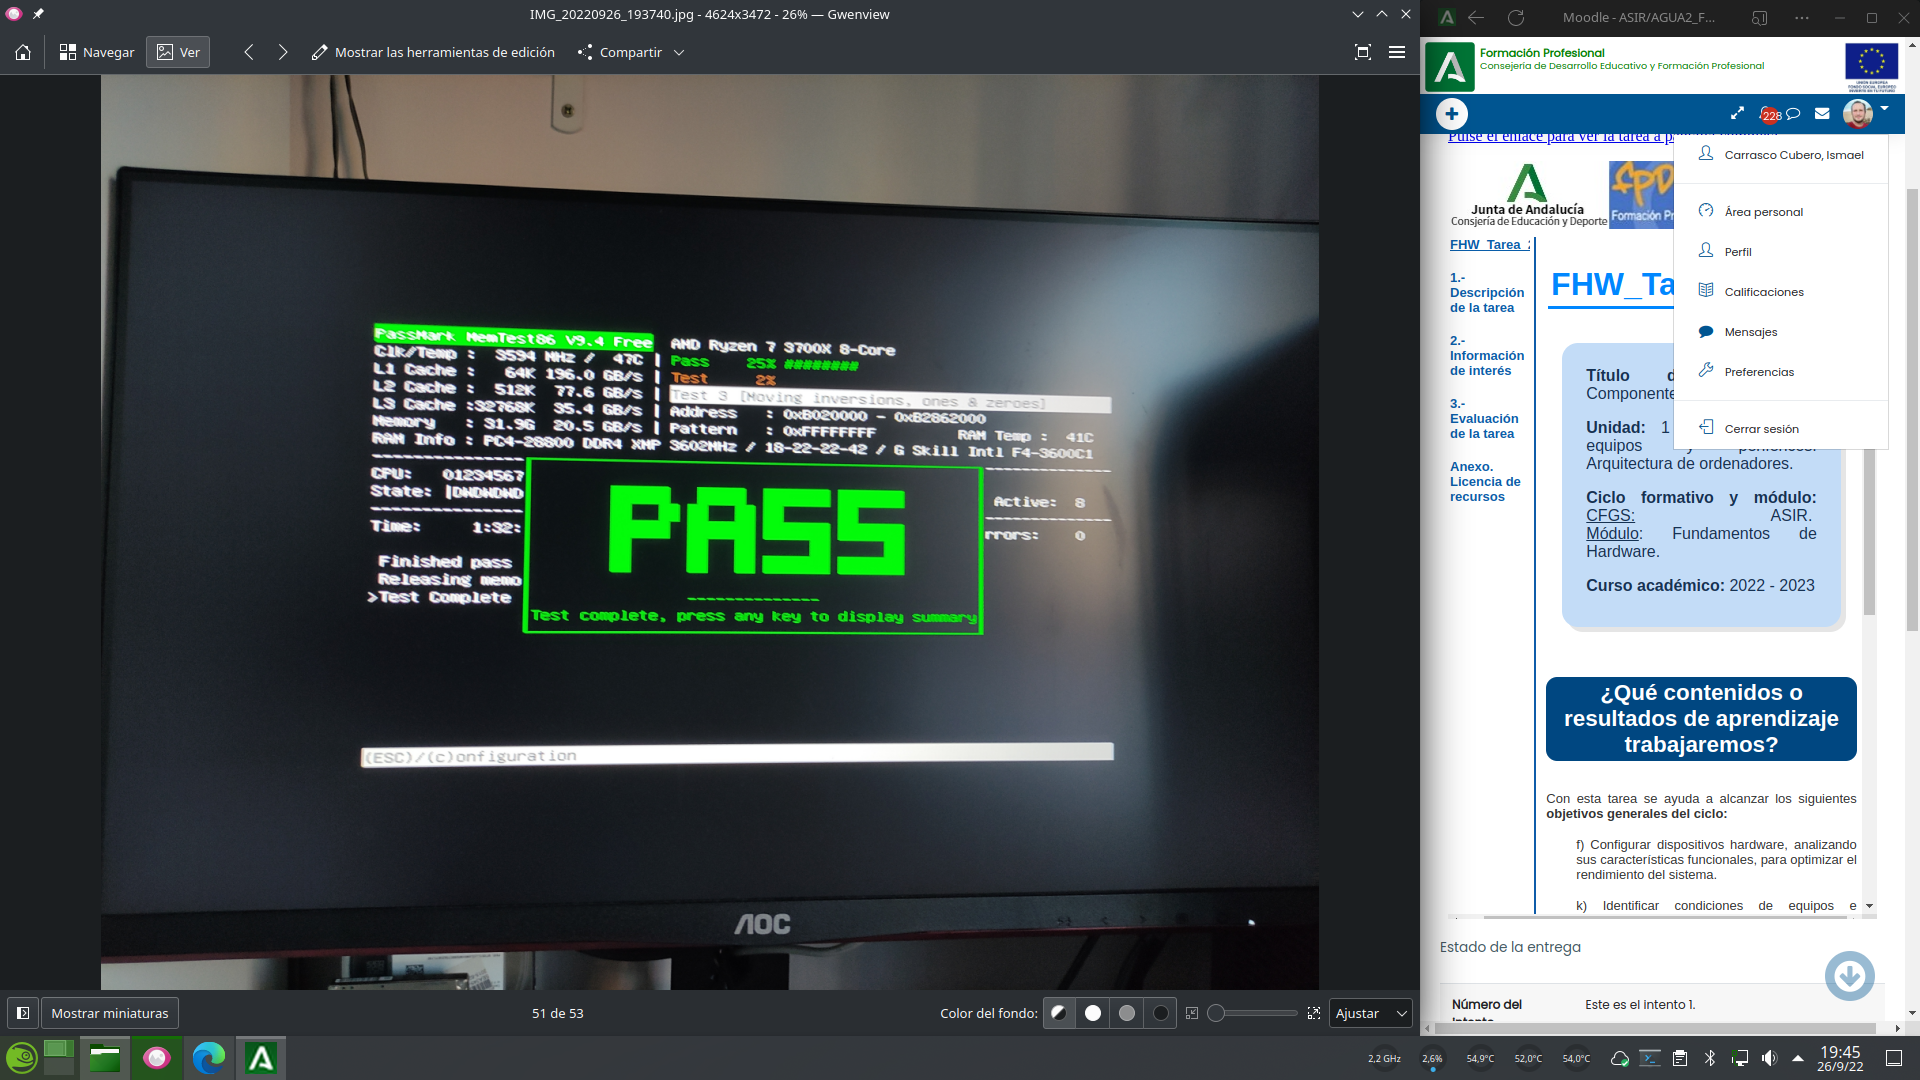 IMG_20220926_193740.jpg - 4624x3472 - 26% — Gwenview
Navegar
Ver
Mostrar las herramientas de edición
Compartir
PassMark MemTest86 V9.4 Free
AMD Ryzen 7 3700X 8-Core
Clk/Temp : 3594 MHz / 47C
Pass 25% ########
L1 Cache : 64K 196.0 GB/s
Test 2%
L2 Cache : 512K 77.6 GB/s
Test 3 [Moving inversions, ones & zeroes]
L3 Cache :32768K 35.4 GB/s
Address : 0xB020000 - 0xB2862000
Memory : 31.9G 20.5 GB/s
Pattern : 0xFFFFFFFF RAM Temp : 41C
RAM Info : PC4-28800 DDR4 XMP 3602MHz / 18-22-22-42 / G Skill Intl F4-3600C1
CPU: 01234567
State: |DWDWDWD
Active: 8
Time: 1:32:
rrors: 0
Finished pass
Releasing memo
>Test Complete
PASS
Test complete, press any key to display summary
(ESC)/(c)onfiguration
AOC
Mostrar miniaturas
51 de 53
Color del fondo:
Ajustar
Moodle - ASIR/AGUA2_F...
Formación Profesional
Consejería de Desarrollo Educativo y Formación Profesional
228
Pulse el enlace para ver la tarea a p
Junta de Andalucía
Consejería de Educación y Deporte
fpD
Formación Pr
Carrasco Cubero, Ismael
Área personal
Perfil
Calificaciones
Mensajes
Preferencias
Cerrar sesión
FHW_Tarea_
1.-
Descripción
de la tarea
2.-
Información
de interés
3.-
Evaluación
de la tarea
Anexo.
Licencia de
recursos
FHW_Ta
Título d
Componente
Unidad: 1
equipos y periféricos.
Arquitectura de ordenadores.
Ciclo formativo y módulo:
CFGS: ASIR.
Módulo: Fundamentos de
Hardware.
Curso académico: 2022 - 2023
¿Qué contenidos o
resultados de aprendizaje
trabajaremos?
Con esta tarea se ayuda a alcanzar los siguientes
objetivos generales del ciclo:
f) Configurar dispositivos hardware, analizando
sus características funcionales, para optimizar el
rendimiento del sistema.
k) Identificar condiciones de equipos e
Estado de la entrega
Número del
intento
Este es el intento 1.
2,2 GHz
2,6%
54,9°C
52,0°C
54,0°C
19:45
26/9/22